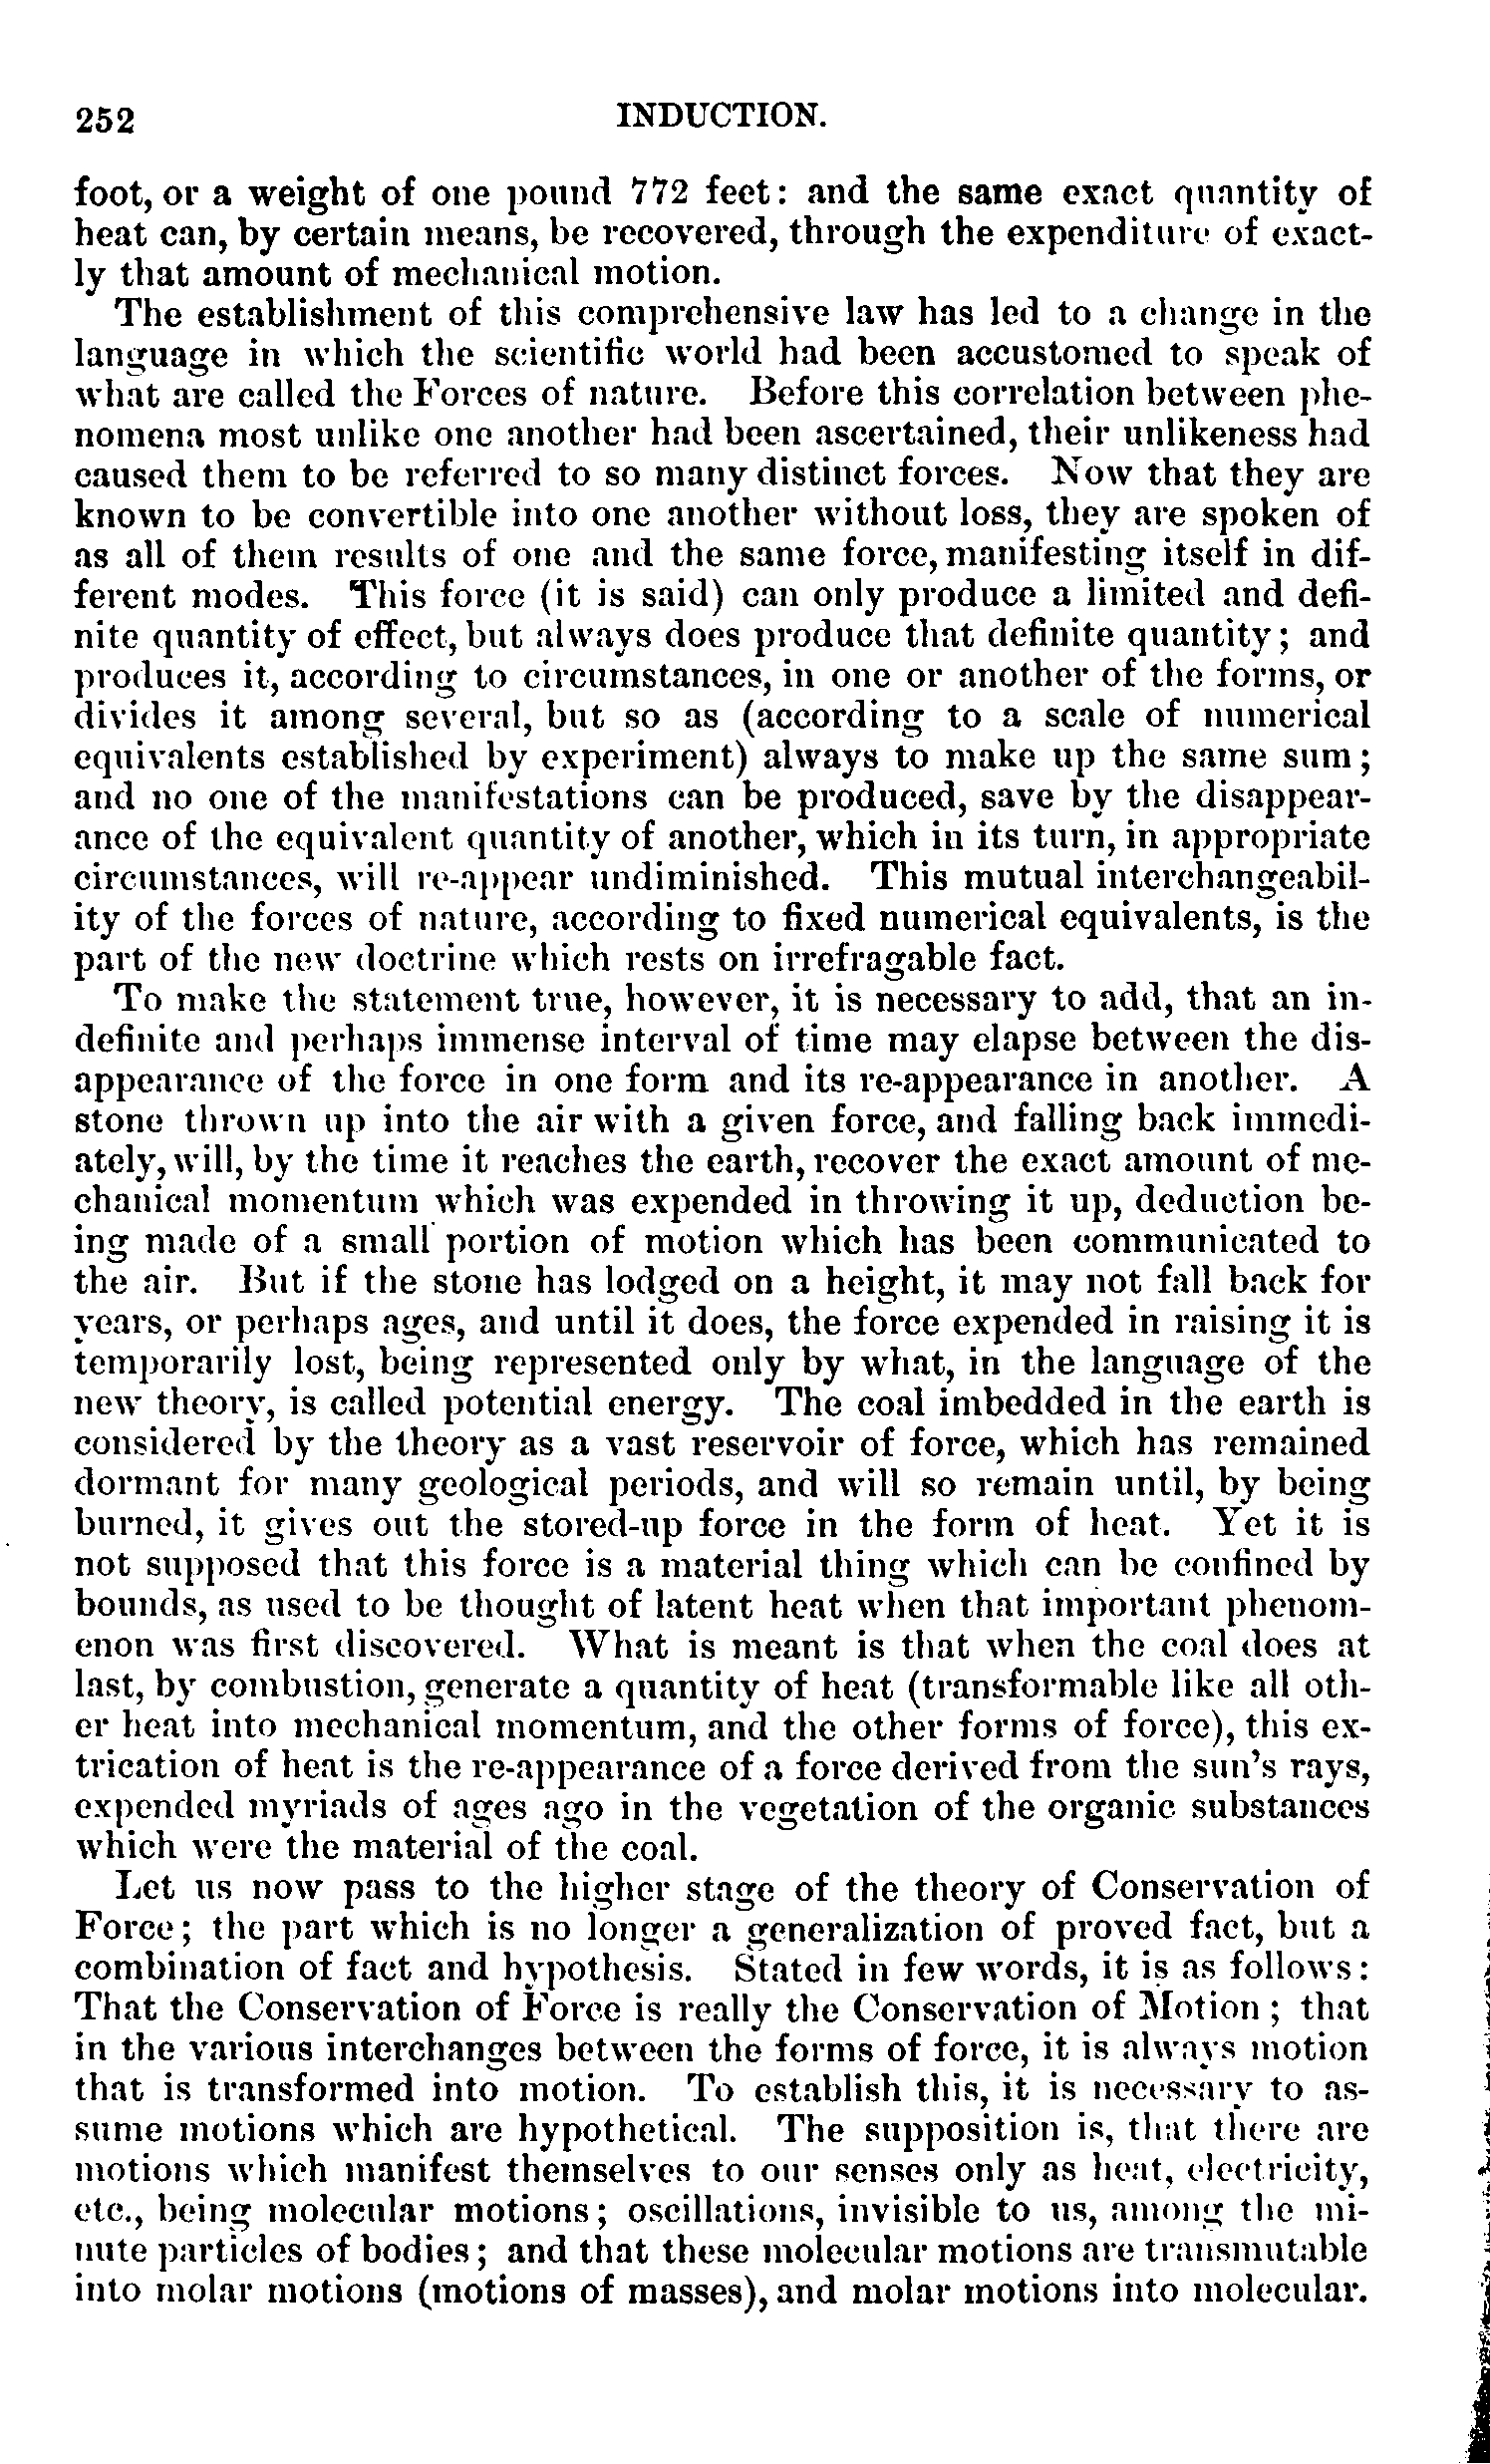 252 INDUCTION.
foot, or a weight of one pound 772 feet: and the same exact quantity of
heat can, by certain means, be recovered, through the expenditure of exact-
ly that amount of mechanical motion.
The establishment of this comprehensive law has led to a change in the
language in which the scientific world had been accustomed to speak of
what are called the Forces of nature. Before this correlation between phe-
nomena most unlike one another had been ascertained, their unlikeness had
caused them to be referred to so many distinct forces. Now that they are
known to be convertible into one another without loss, they are spoken of
as all of them results of one and the same force, manifesting itself in dif-
ferent modes. This force (it is said) can only produce a limited and defi-
nite quantity of effect, but always does produce that definite quantity; and
produces it, according to circumstances, in one or another of the forms, or
divides it among several, but so as (according to a scale of numerical
equivalents established by experiment) always to make up the same sum;
and no one of the manifestations can be produced, save by the disappear-
ance of the equivalent quantity of another, which in its turn, in appropriate
circumstances, will re-appear undiminished. This mutual interchangeabil-
ity of the forces of nature, according to fixed numerical equivalents, is the
part of the new doctrine which rests on irrefragable fact.
To make the statement true, however, it is necessary to add, that an in-
definite and perhaps immense interval of time may elapse between the dis-
appearance of the force in one form and its re-appearance in another. A
stone thrown up into the air with a given force, and falling back immedi-
ately, will, by the time it reaches the earth, recover the exact amount of me-
chanical momentum which was expended in throwing it up, deduction be-
ing made of a small portion of motion which has been communicated to
the air. But if the stone has lodged on a height, it may not fall back for
years, or perhaps ages, and until it does, the force expended in raising it is
temporarily lost, being represented only by what, in the language of the
new theory, is called potential energy. The coal imbedded in the earth is
considered by the theory as a vast reservoir of force, which has remained
dormant for many geological periods, and will so remain until, by being
burned, it gives out the stored-up force in the form of heat. Yet it is
not supposed that this force is a material thing which can be confined by
bounds, as used to be thought of latent heat when that important phenom-
enon was first discovered. What is meant is that when the coal does at
last, by combustion, generate a quantity of heat (transformable like all oth-
er heat into mechanical momentum, and the other forms of force), this ex-
trication of heat is the re-appearance of a force derived from the sun's rays,
expended myriads of ages ago in the vegetation of the organic substances
which were the material of the coal.
Let us now pass to the higher stage of the theory of Conservation of
Force; the part which is no longer a generalization of proved fact, but a
combination of fact and hypothesis. Stated in few words, it is as follows:
That the Conservation of Force is really the Conservation of Motion; that
in the various interchanges between the forms of force, it is always motion
that is transformed into motion. To establish this, it is necessary to as-
sume motions which are hypothetical. The supposition is, that there are
motions which manifest themselves to our senses only as heat, electricity,
etc., being molecular motions; oscillations, invisible to us, among the mi-
nute particles of bodies; and that these molecular motions are transmutable
into molar motions (motions of masses), and molar motions into molecular.